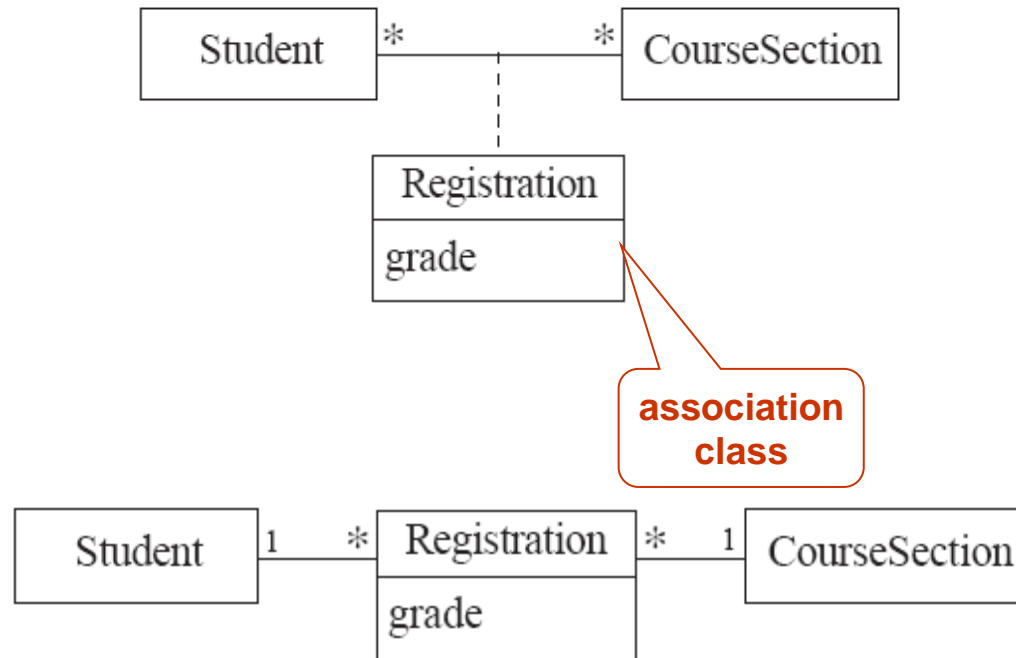 Student * * CourseSection
Registration
grade
association
class
Student 1 * Registration * 1 CourseSection
grade